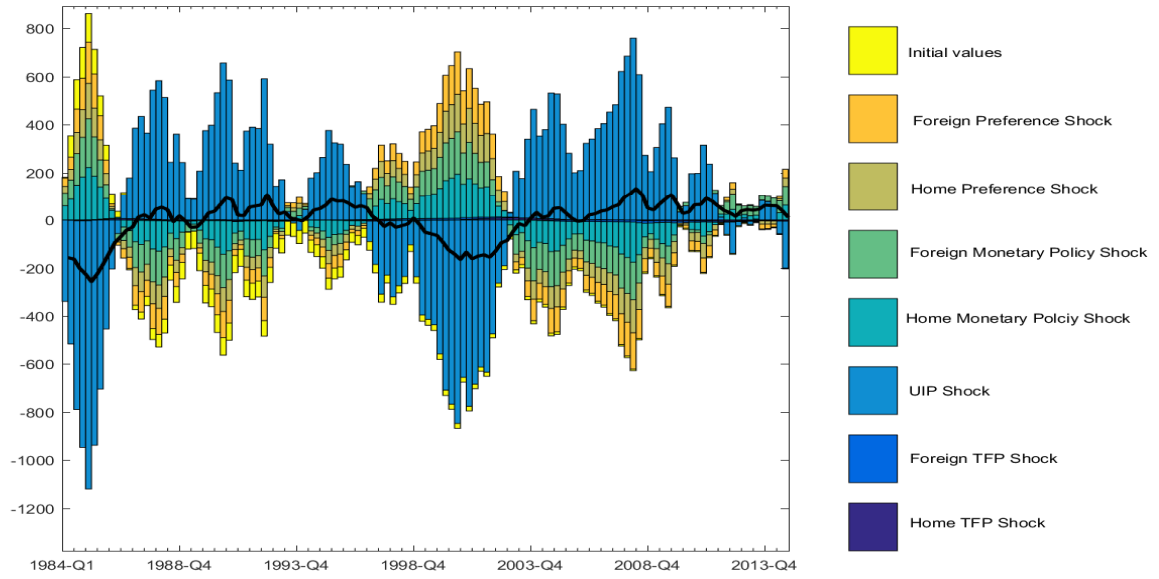 800
600
400
200
0
-200
-400
-600
-800
-1000
-1200
1984-Q1 1988-Q4 1993-Q4 1998-Q4 2003-Q4 2008-Q4 2013-Q4
Initial values
Foreign Preference Shock
Home Preference Shock
Foreign Monetary Policy Shock
Home Monetary Polciy Shock
UIP Shock
Foreign TFP Shock
Home TFP Shock